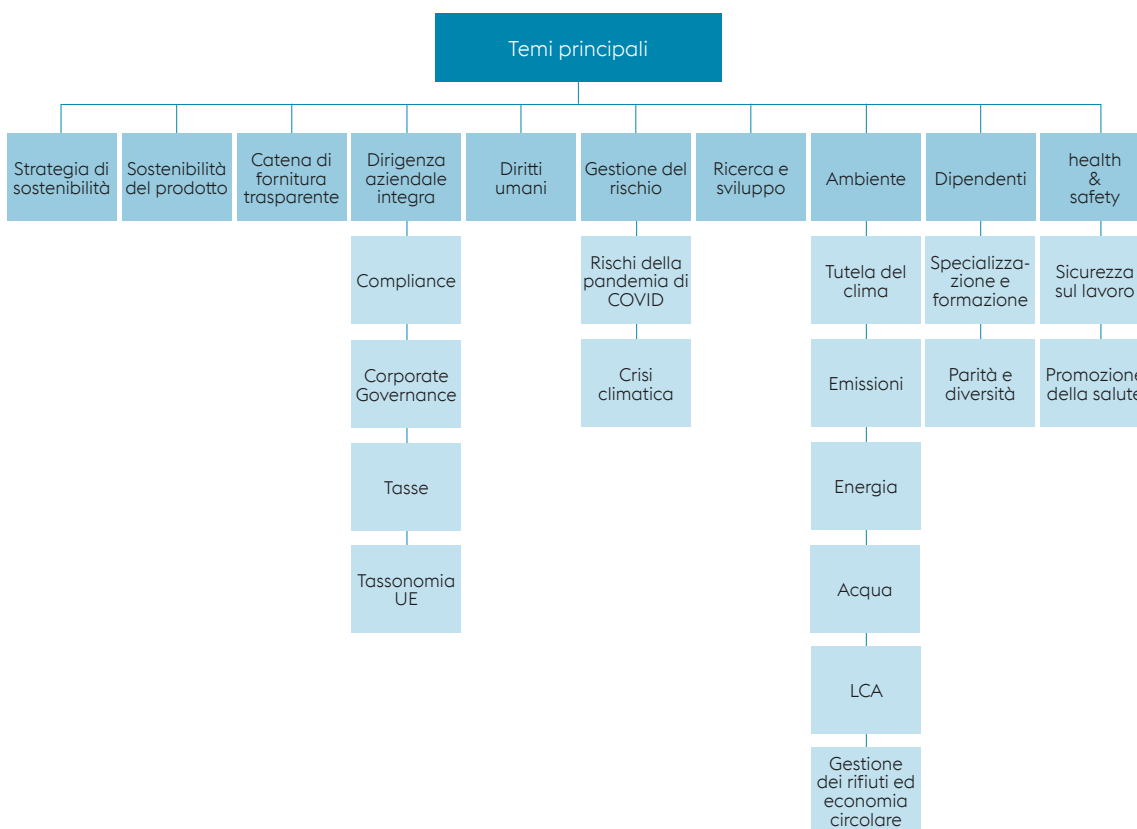 Temi principali
Strategia di
sostenibilità
Sostenibilità
del prodotto
Catena di
fornitura
trasparente
Dirigenza
aziendale
integra
Diritti
umani
Gestione del
rischio
Ricerca e
sviluppo
Ambiente
Dipendenti
health
&
safety
Compliance
Rischi della
pandemia di
COVID
Tutela del
clima
Specializza-
zione e
formazione
Sicurezza
sul lavoro
Corporate
Governance
Crisi
climatica
Emissioni
Parità e
diversità
Promozione
della salute
Tasse
Energia
Tassonomia
UE
Acqua
LCA
Gestione
dei rifiuti ed
economia
circolare